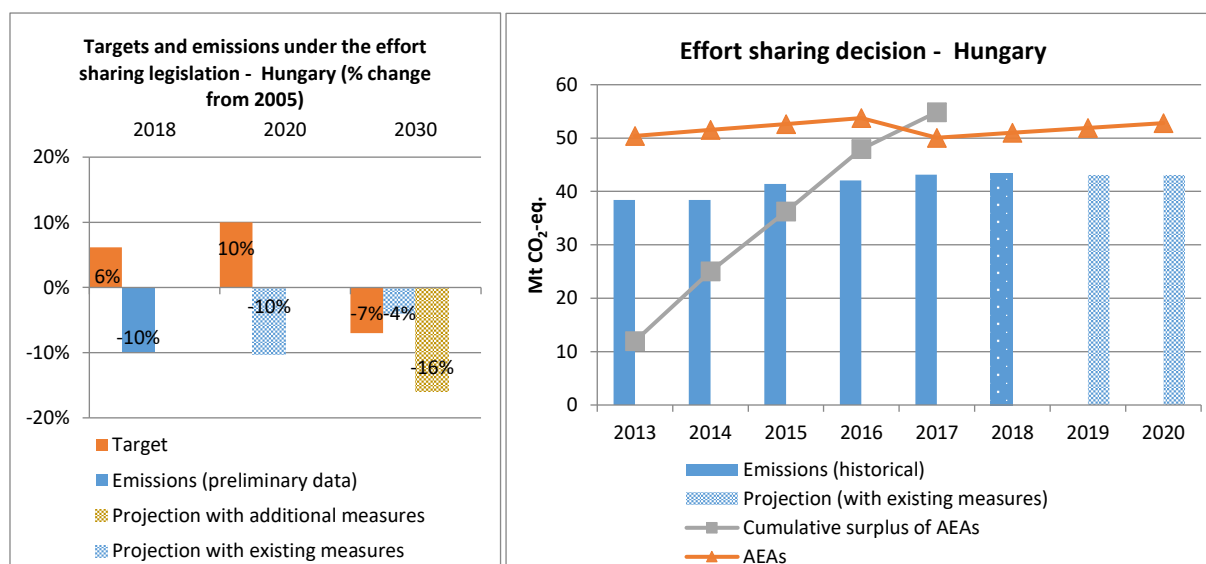 Targets and emissions under the effort
sharing legislation - Hungary (% change
from 2005)
2018 2020 2030
20%
10%
0%
-10%
-20%
6%
-10%
10%
-10%
-7%
-4%
-16%
Target
Emissions (preliminary data)
Projection with additional measures
Projection with existing measures
Effort sharing decision - Hungary
Mt CO₂-eq.
60
50
40
30
20
10
0
2013 2014 2015 2016 2017 2018 2019 2020
Emissions (historical)
Projection (with existing measures)
Cumulative surplus of AEAs
AEAs